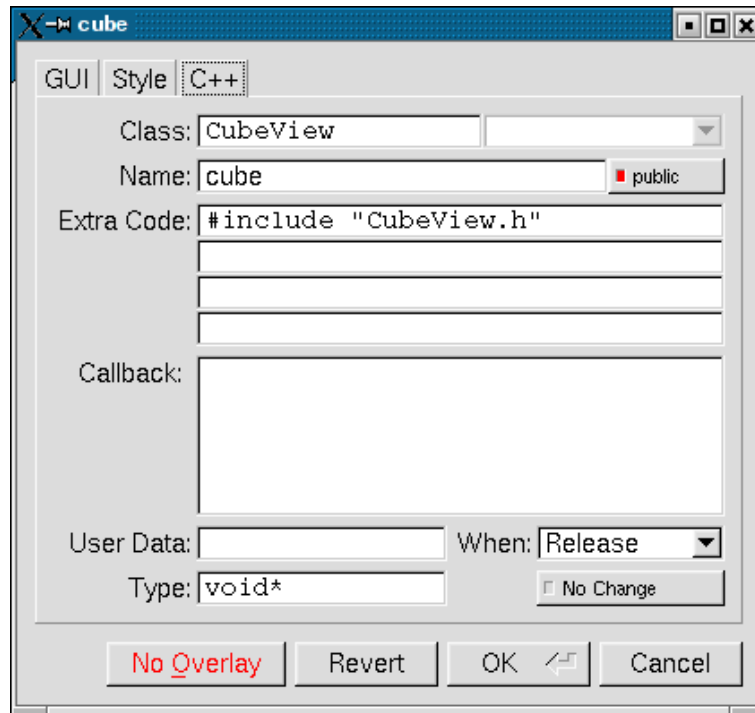 cube
GUI Style C++
Class: CubeView
Name: cube public
Extra Code: #include "CubeView.h"
Callback:
User Data: When: Release
Type: void* No Change
No Overlay Revert OK Cancel